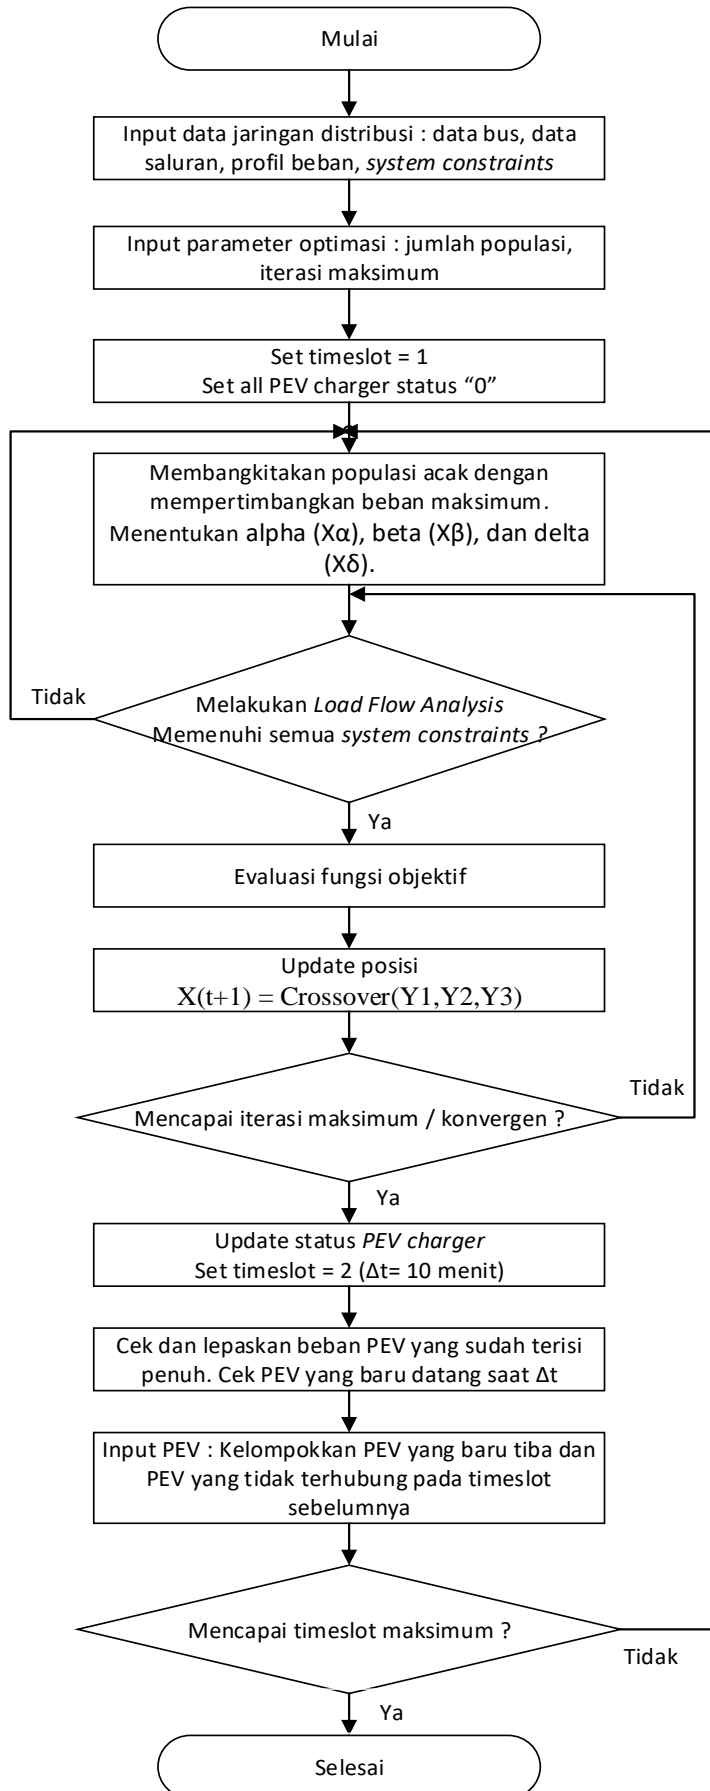 Mulai
Input data jaringan distribusi : data bus, data
saluran, profil beban, system constraints
Input parameter optimasi : jumlah populasi,
iterasi maksimum
Set timeslot = 1
Set all PEV charger status “0”
Membangkitakan populasi acak dengan
mempertimbangkan beban maksimum.
Menentukan alpha (Xα), beta (Xβ), dan delta
(Xδ).
Tidak
Melakukan Load Flow Analysis
Memenuhi semua system constraints ?
Ya
Evaluasi fungsi objektif
Update posisi
X(t+1) = Crossover(Y1,Y2,Y3)
Tidak
Mencapai iterasi maksimum / konvergen ?
Ya
Update status PEV charger
Set timeslot = 2 (Δt= 10 menit)
Cek dan lepaskan beban PEV yang sudah terisi
penuh. Cek PEV yang baru datang saat Δt
Input PEV : Kelompokkan PEV yang baru tiba dan
PEV yang tidak terhubung pada timeslot
sebelumnya
Mencapai timeslot maksimum ?
Tidak
Ya
Selesai